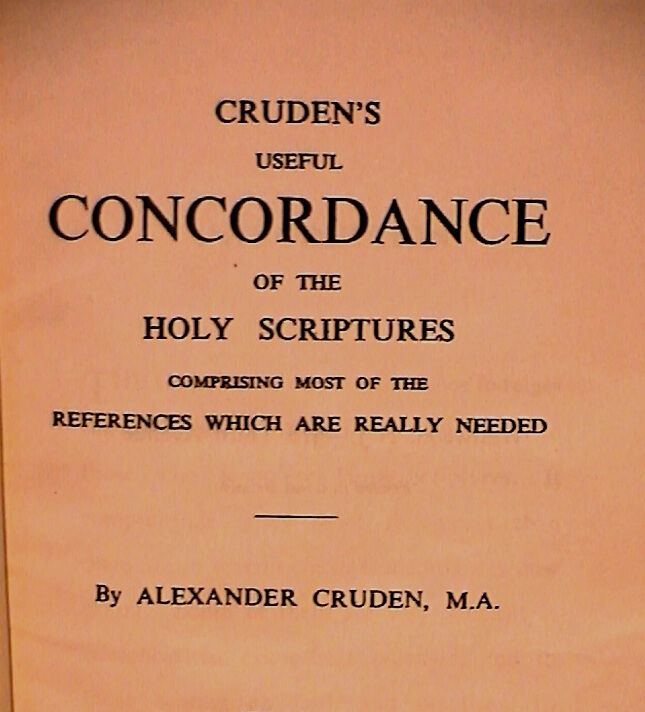 CRUDEN'S
USEFUL
CONCORDANCE
OF THE
HOLY SCRIPTURES
COMPRISING MOST OF THE
REFERENCES WHICH ARE REALLY NEEDED
By ALEXANDER CRUDEN, M.A.